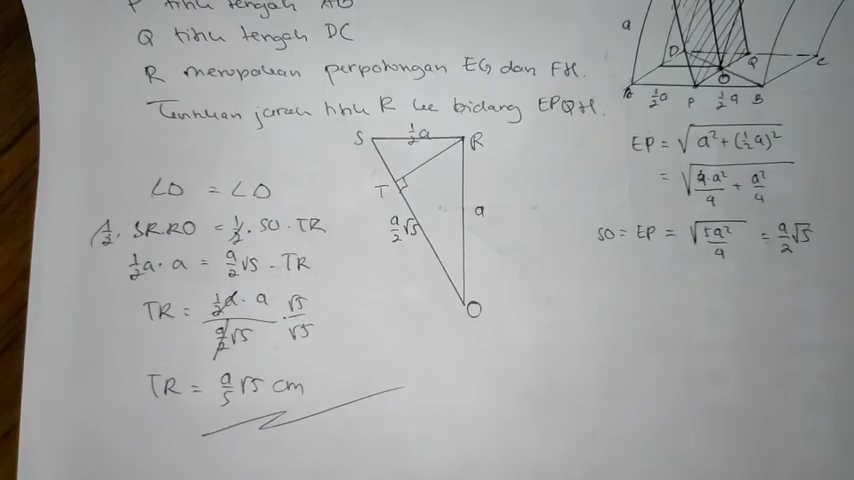 P titik tengah AB
Q titik tengah DC
R merupakan perpotongan EG dan FH.
Tentukan jarak titik R ke bidang EPQH.
a
D
Q
C
O
A
½a
P
½a
B
EP = √a² + (½a)²
= √4·a²/4 + a²/4
SO = EP = √5a²/4 = a/2 √5
S
½a
R
T
a
a/2 √5
O
L△ = L△
½. SR.RO = ½. SO. TR
½a. a = a/2 √5 . TR
TR = ½a . a / a/2 √5 . √5/√5
TR = a/5 √5 cm